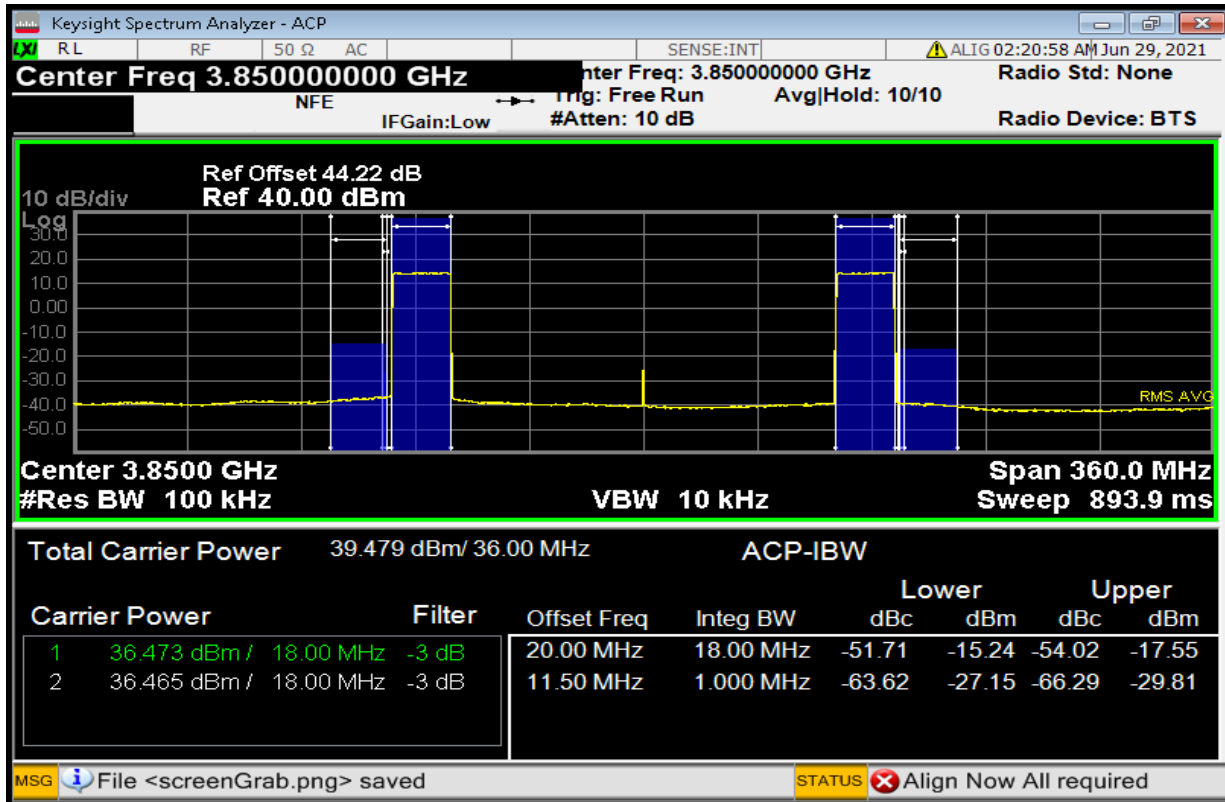 Keysight Spectrum Analyzer - ACP
LXI RL RF 50 Ω AC SENSE:INT ALIG 02:20:58 AM Jun 29, 2021
Center Freq 3.850000000 GHz nter Freq: 3.850000000 GHz Radio Std: None
NFE Trig: Free Run Avg|Hold: 10/10
IFGain:Low #Atten: 10 dB Radio Device: BTS
Ref Offset 44.22 dB
10 dB/div Ref 40.00 dBm
Log
30.0
20.0
10.0
0.00
-10.0
-20.0
-30.0
-40.0 RMS AVG
-50.0
Center 3.8500 GHz Span 360.0 MHz
#Res BW 100 kHz VBW 10 kHz Sweep 893.9 ms
Total Carrier Power 39.479 dBm/ 36.00 MHz ACP-IBW
Lower Upper
Carrier Power Filter Offset Freq Integ BW dBc dBm dBc dBm
1 36.473 dBm / 18.00 MHz -3 dB 20.00 MHz 18.00 MHz -51.71 -15.24 -54.02 -17.55
2 36.465 dBm / 18.00 MHz -3 dB 11.50 MHz 1.000 MHz -63.62 -27.15 -66.29 -29.81
MSG File <screenGrab.png> saved STATUS Align Now All required